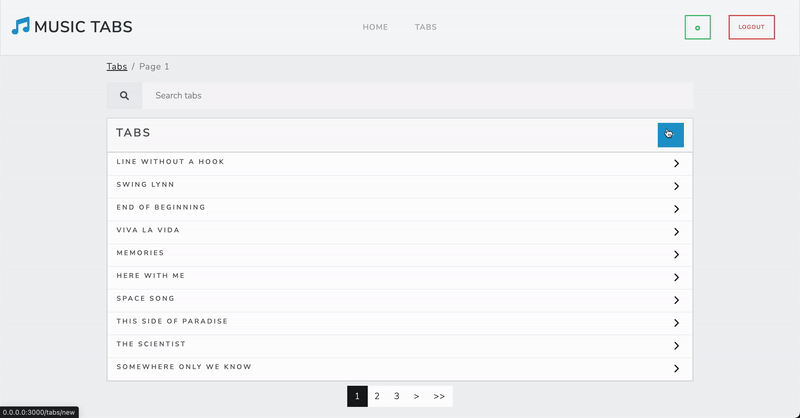 MUSIC TABS
HOME TABS
LOGOUT
Tabs / Page 1
Search tabs
TABS
LINE WITHOUT A HOOK
SWING LYNN
END OF BEGINNING
VIVA LA VIDA
MEMORIES
HERE WITH ME
SPACE SONG
THIS SIDE OF PARADISE
THE SCIENTIST
SOMEWHERE ONLY WE KNOW
1 2 3 > >>
0.0.0.0:3000/tabs/new